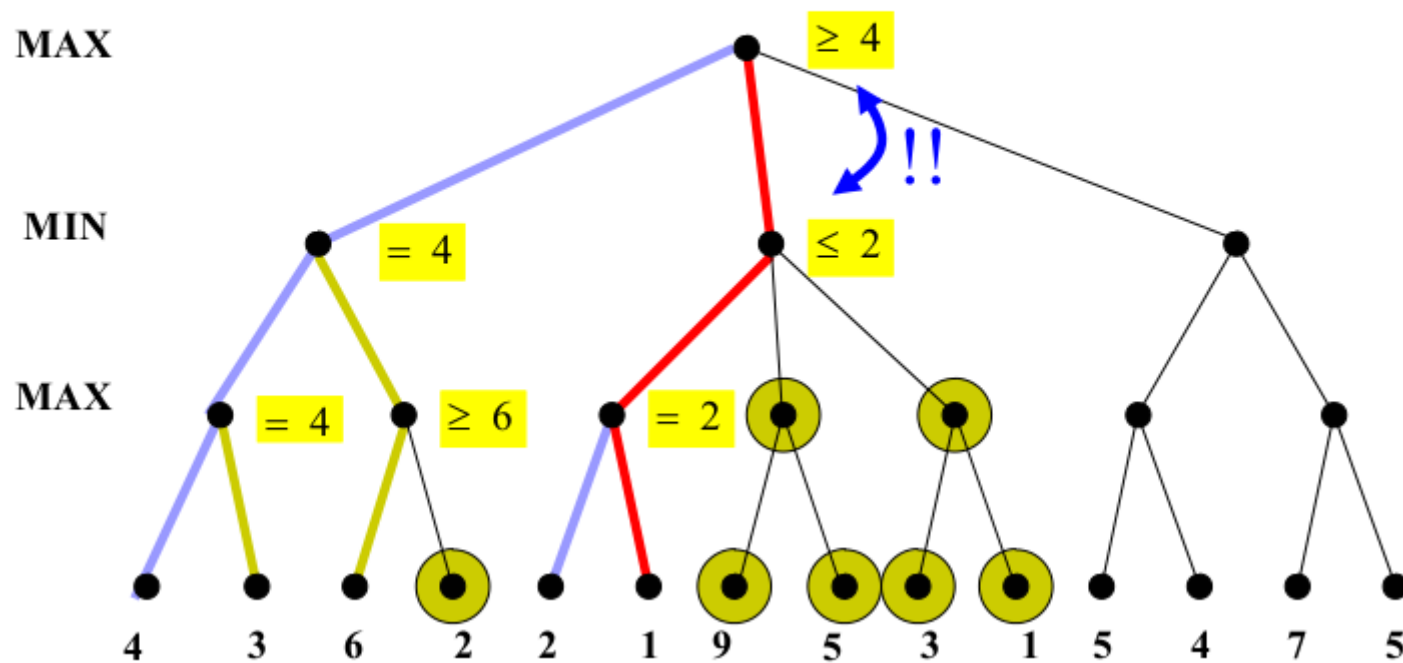 MAX
≥ 4
!!
MIN
= 4
≤ 2
MAX
= 4
≥ 6
= 2
4 3 6 2 2 1 9 5 3 1 5 4 7 5